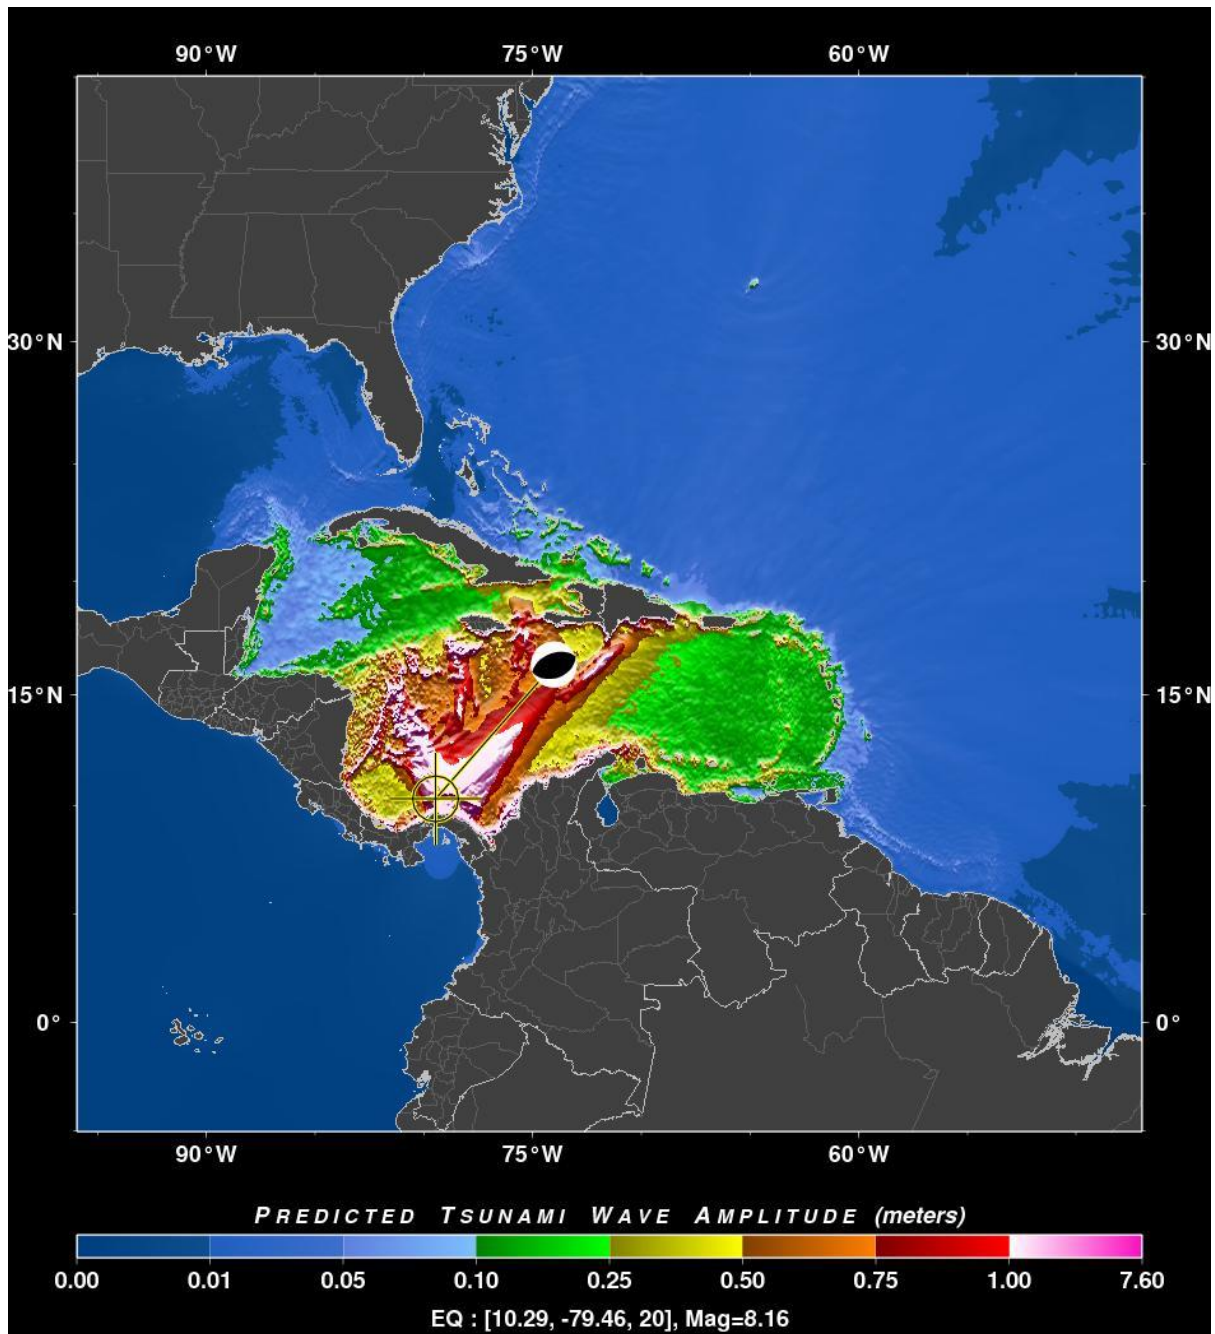 90°W 75°W 60°W
30°N 30°N
15°N 15°N
0° 0°
90°W 75°W 60°W
PREDICTED TSUNAMI WAVE AMPLITUDE (meters)
0.00 0.01 0.05 0.10 0.25 0.50 0.75 1.00 7.60
EQ : [10.29, -79.46, 20], Mag=8.16